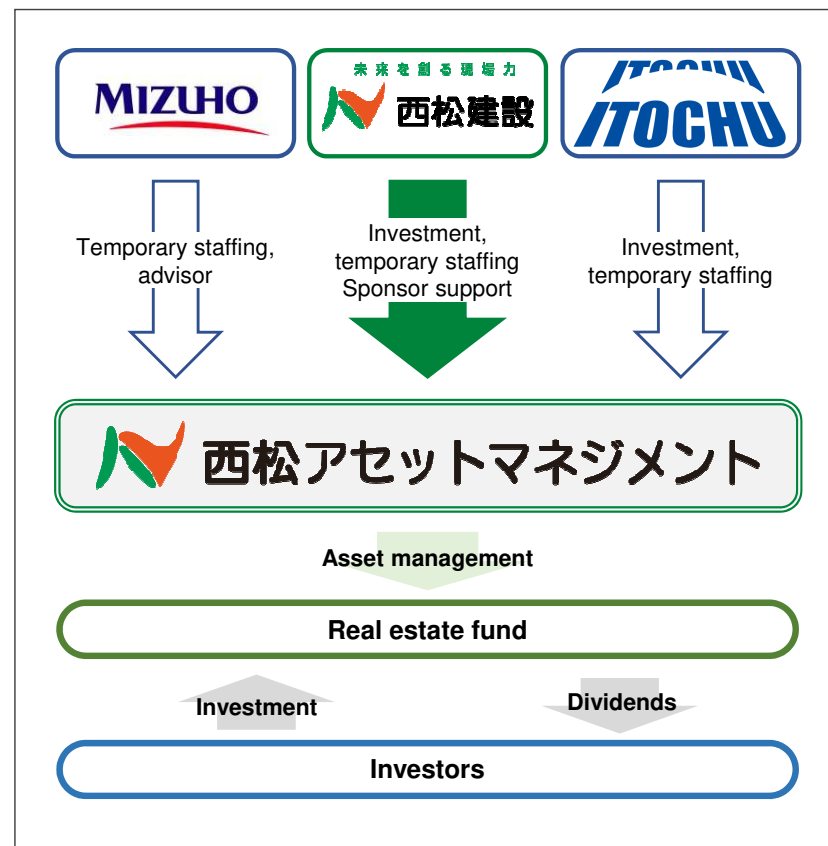 MIZUHO
未来を創る現場力
西松建設
ITOCHU
ITOCHU
Temporary staffing,
advisor
Investment,
temporary staffing
Sponsor support
Investment,
temporary staffing
西松アセットマネジメント
Asset management
Real estate fund
Investment
Dividends
Investors